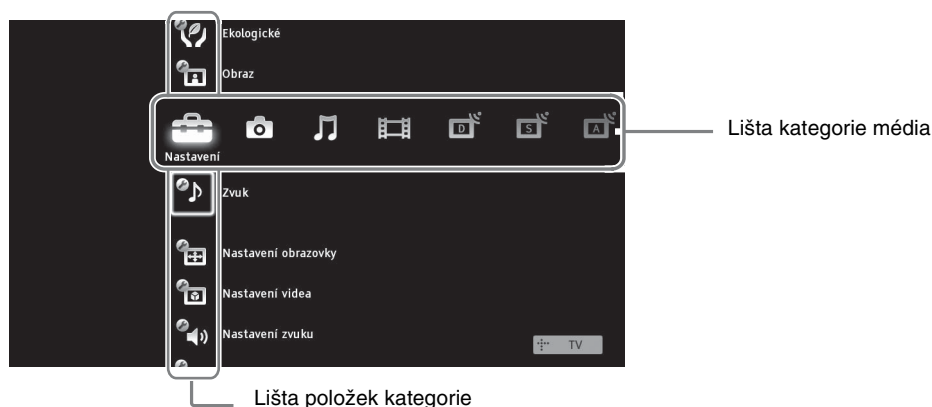 Ekologické
Obraz
D S A
Lišta kategorie média
Nastavení
Zvuk
Nastavení obrazovky
Nastavení videa
Nastavení zvuku
TV
Lišta položek kategorie